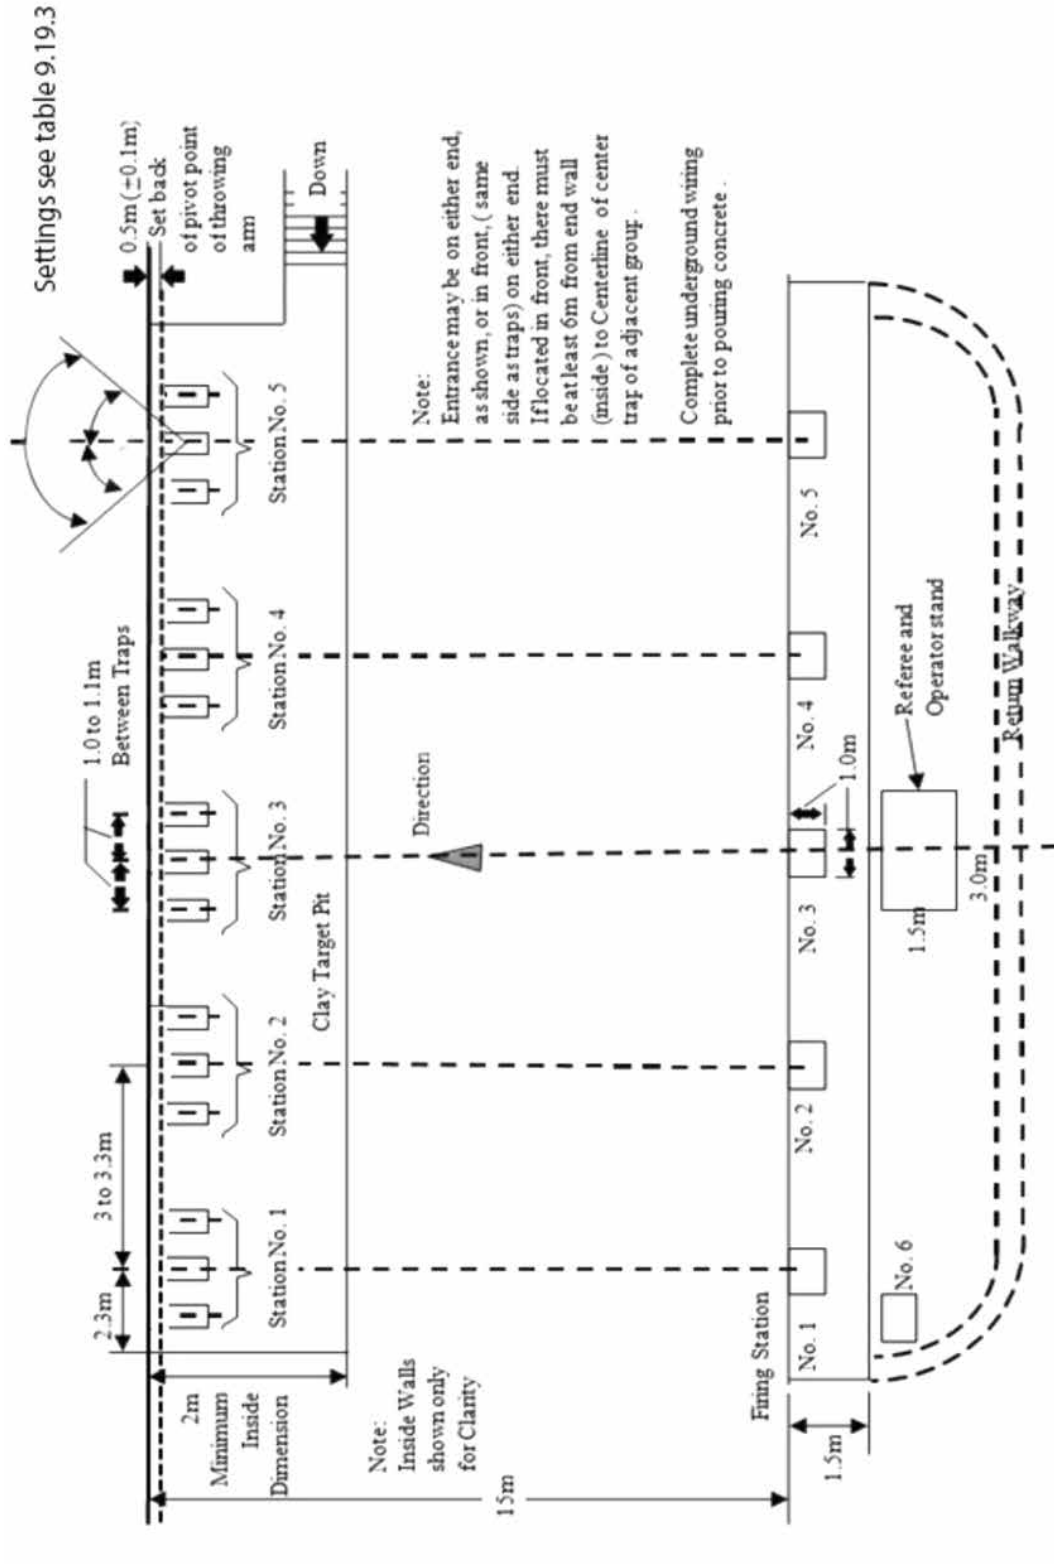 Settings see table 9.19.3
0.5m(±0.1m)
Set back
of pivot point
of throwing
arm
1.0 to 1.1m
Between Traps
3 to 3.3m
2.3m
Down
Station No. 1
Station No. 2
Station No. 3
Station No. 4
Station No. 5
Clay Target Pit
2m
Minimum
Inside
Dimension
Note:
Inside Walls
shown only
for Clarity
Direction
Note:
Entrance may be on either end,
as shown, or in front, ( same
side as traps) on either end.
If located in front, there must
be at least 6m from end wall
(inside ) to Centerline of center
trap of adjacent group.
Complete underground wiring
prior to pouring concrete .
15m
Firing Station
No. 1
No. 2
No. 3
No. 4
No. 5
1.0m
1.5m
No. 6
1.5m
3.0m
Referee and
Operator stand
Return Walkway